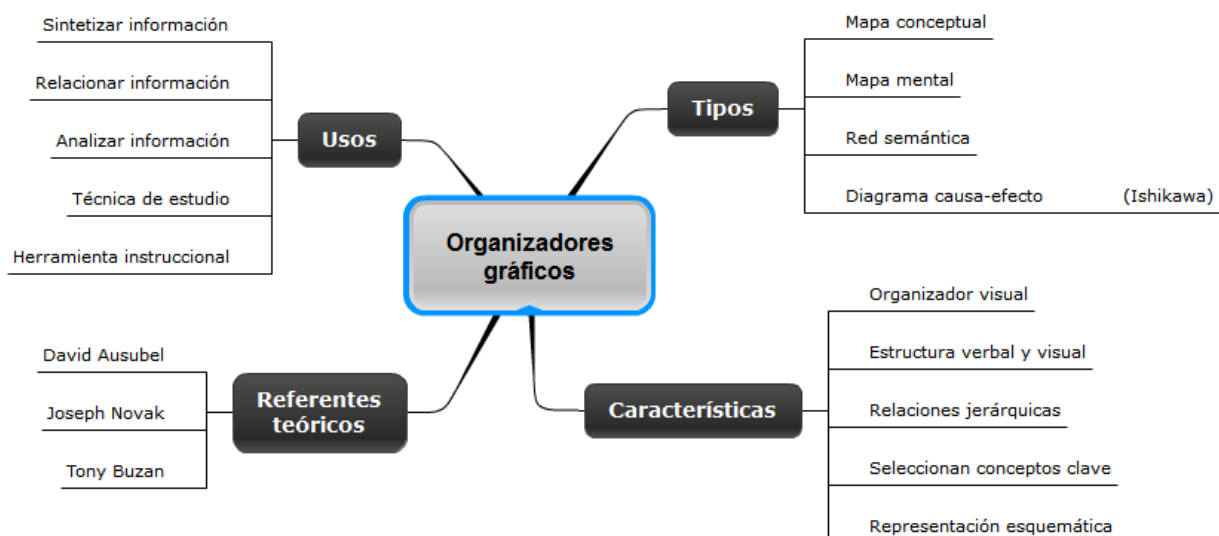 Organizadores
gráficos
Usos
Sintetizar información
Relacionar información
Analizar información
Técnica de estudio
Herramienta instruccional
Tipos
Mapa conceptual
Mapa mental
Red semántica
Diagrama causa-efecto (Ishikawa)
Referentes
teóricos
David Ausubel
Joseph Novak
Tony Buzan
Características
Organizador visual
Estructura verbal y visual
Relaciones jerárquicas
Seleccionan conceptos clave
Representación esquemática